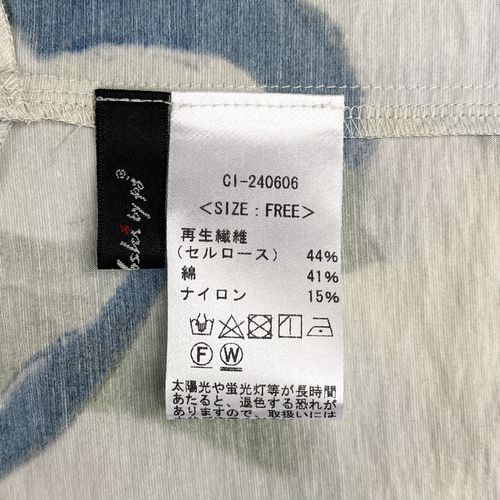 CI-240606
<SIZE:FREE>
再生繊維
(セルロース) 44%
綿 41%
ナイロン 15%
F W
太陽光や蛍光灯等が長時間
あたると、退色する恐れが
ありますので、取扱いには
by